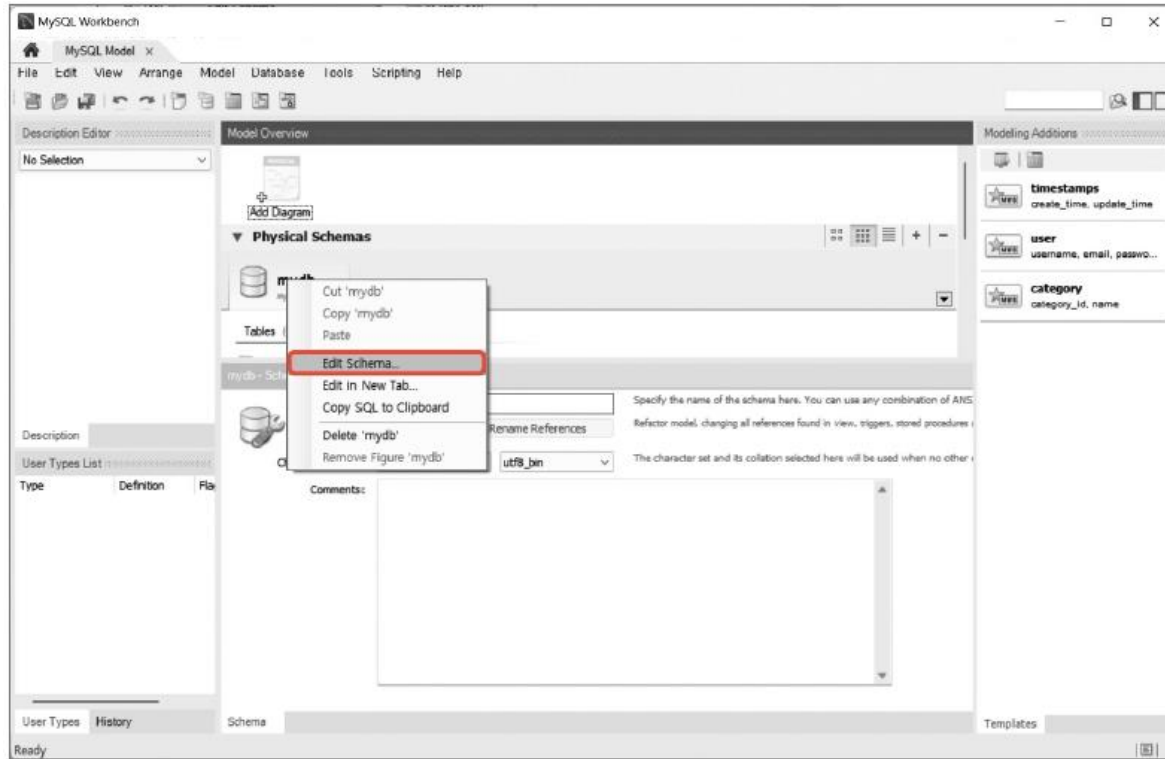 MySQL Workbench
MySQL Model ×
File Edit View Arrange Model Database Tools Scripting Help
Description Editor
No Selection
Model Overview
Add Diagram
Physical Schemas
mydb
Tables
Cut 'mydb'
Copy 'mydb'
Paste
Edit Schema...
Edit in New Tab...
Copy SQL to Clipboard
Delete 'mydb'
Remove Figure 'mydb'
Modeling Additions
timestamps
create_time, update_time
user
username, email, passwo...
category
category_id, name
Specify the name of the schema here. You can use any combination of ANS
Rename References
Refactor model, changing all references found in view, triggers, stored procedures
utf8_bin
The character set and its collation selected here will be used when no other
Comments:
Description
User Types List
Type Definition Fla
User Types History
Schema
Templates
Ready